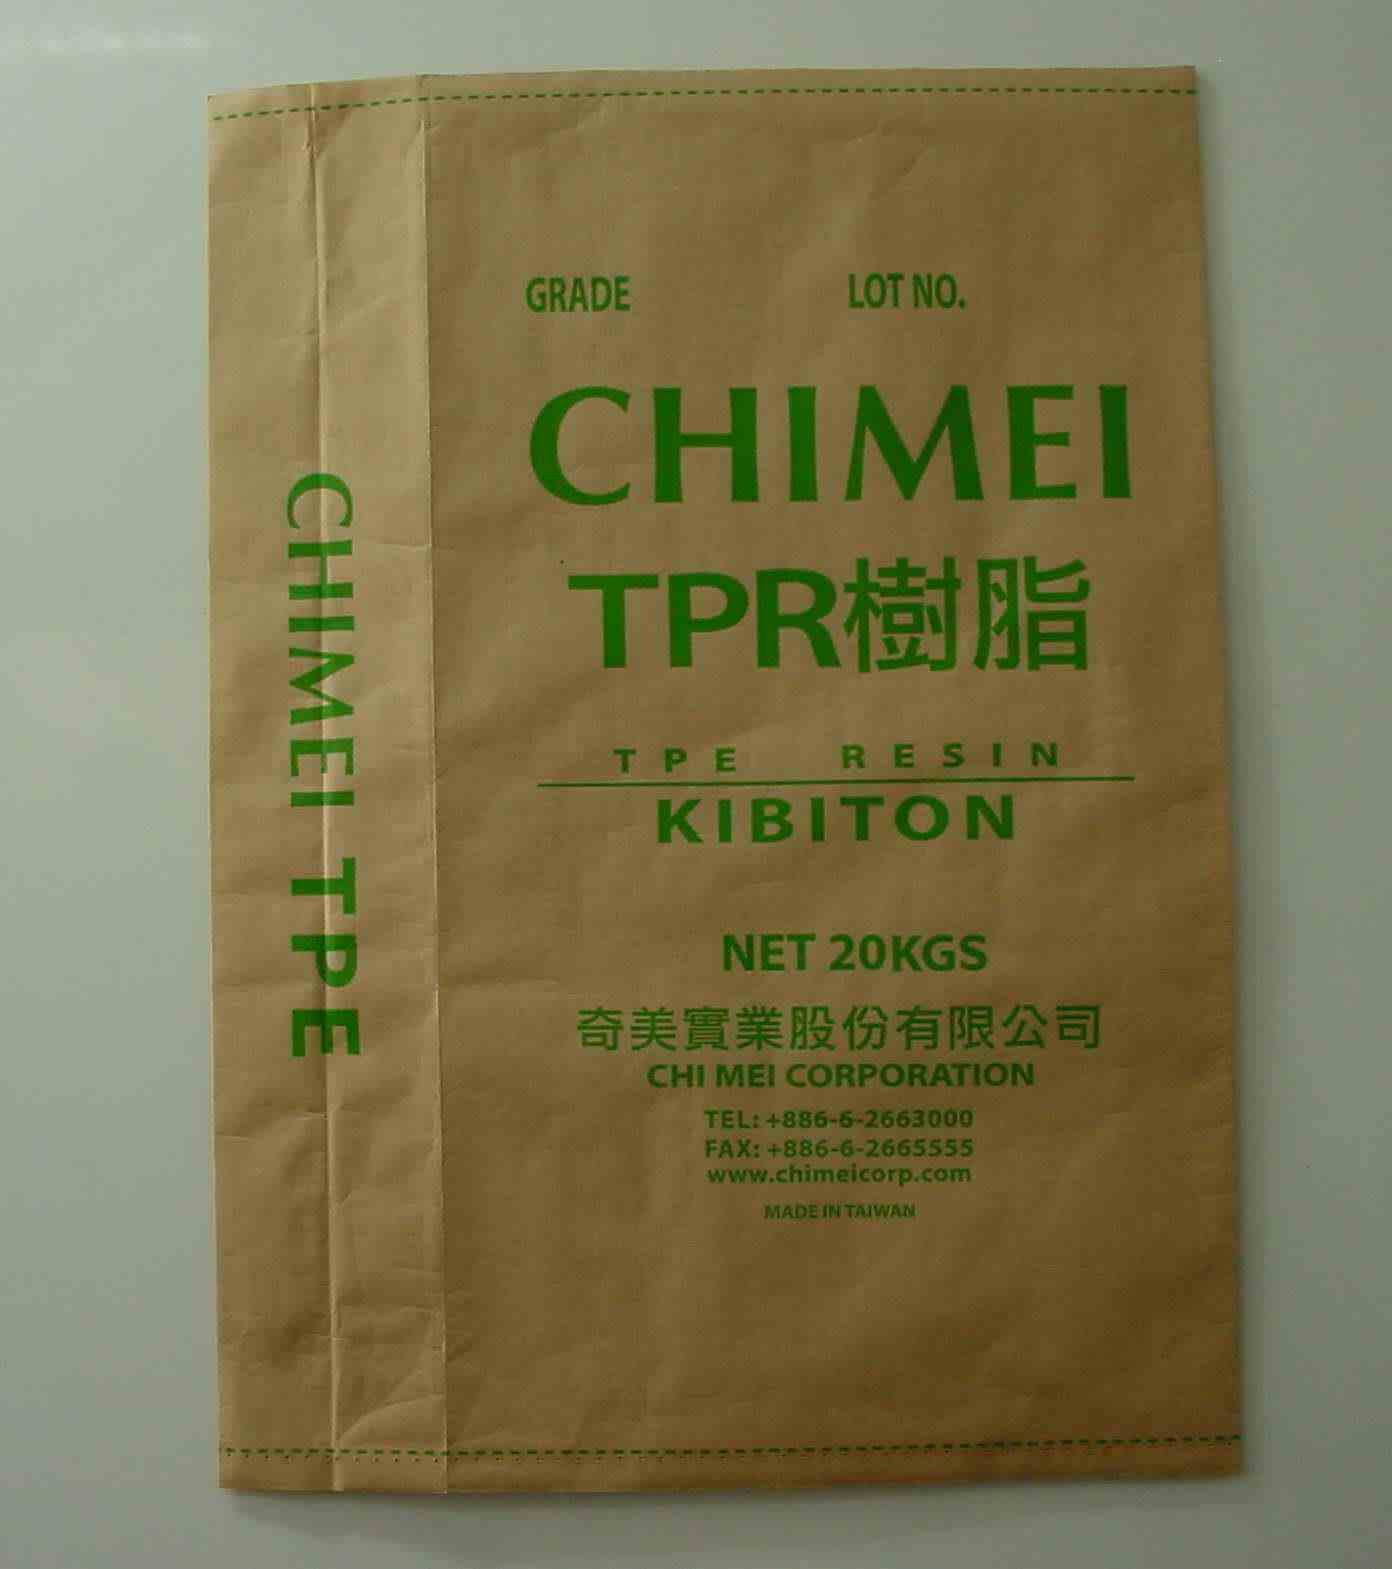 GRADE LOT NO.
CHIMEI
TPR樹脂
TPE RESIN
KIBITON
NET 20KGS
奇美實業股份有限公司
CHI MEI CORPORATION
TEL: +886-6-2663000
FAX: +886-6-2665555
www.chimeicorp.com
MADE IN TAIWAN
CHIMEI TPE